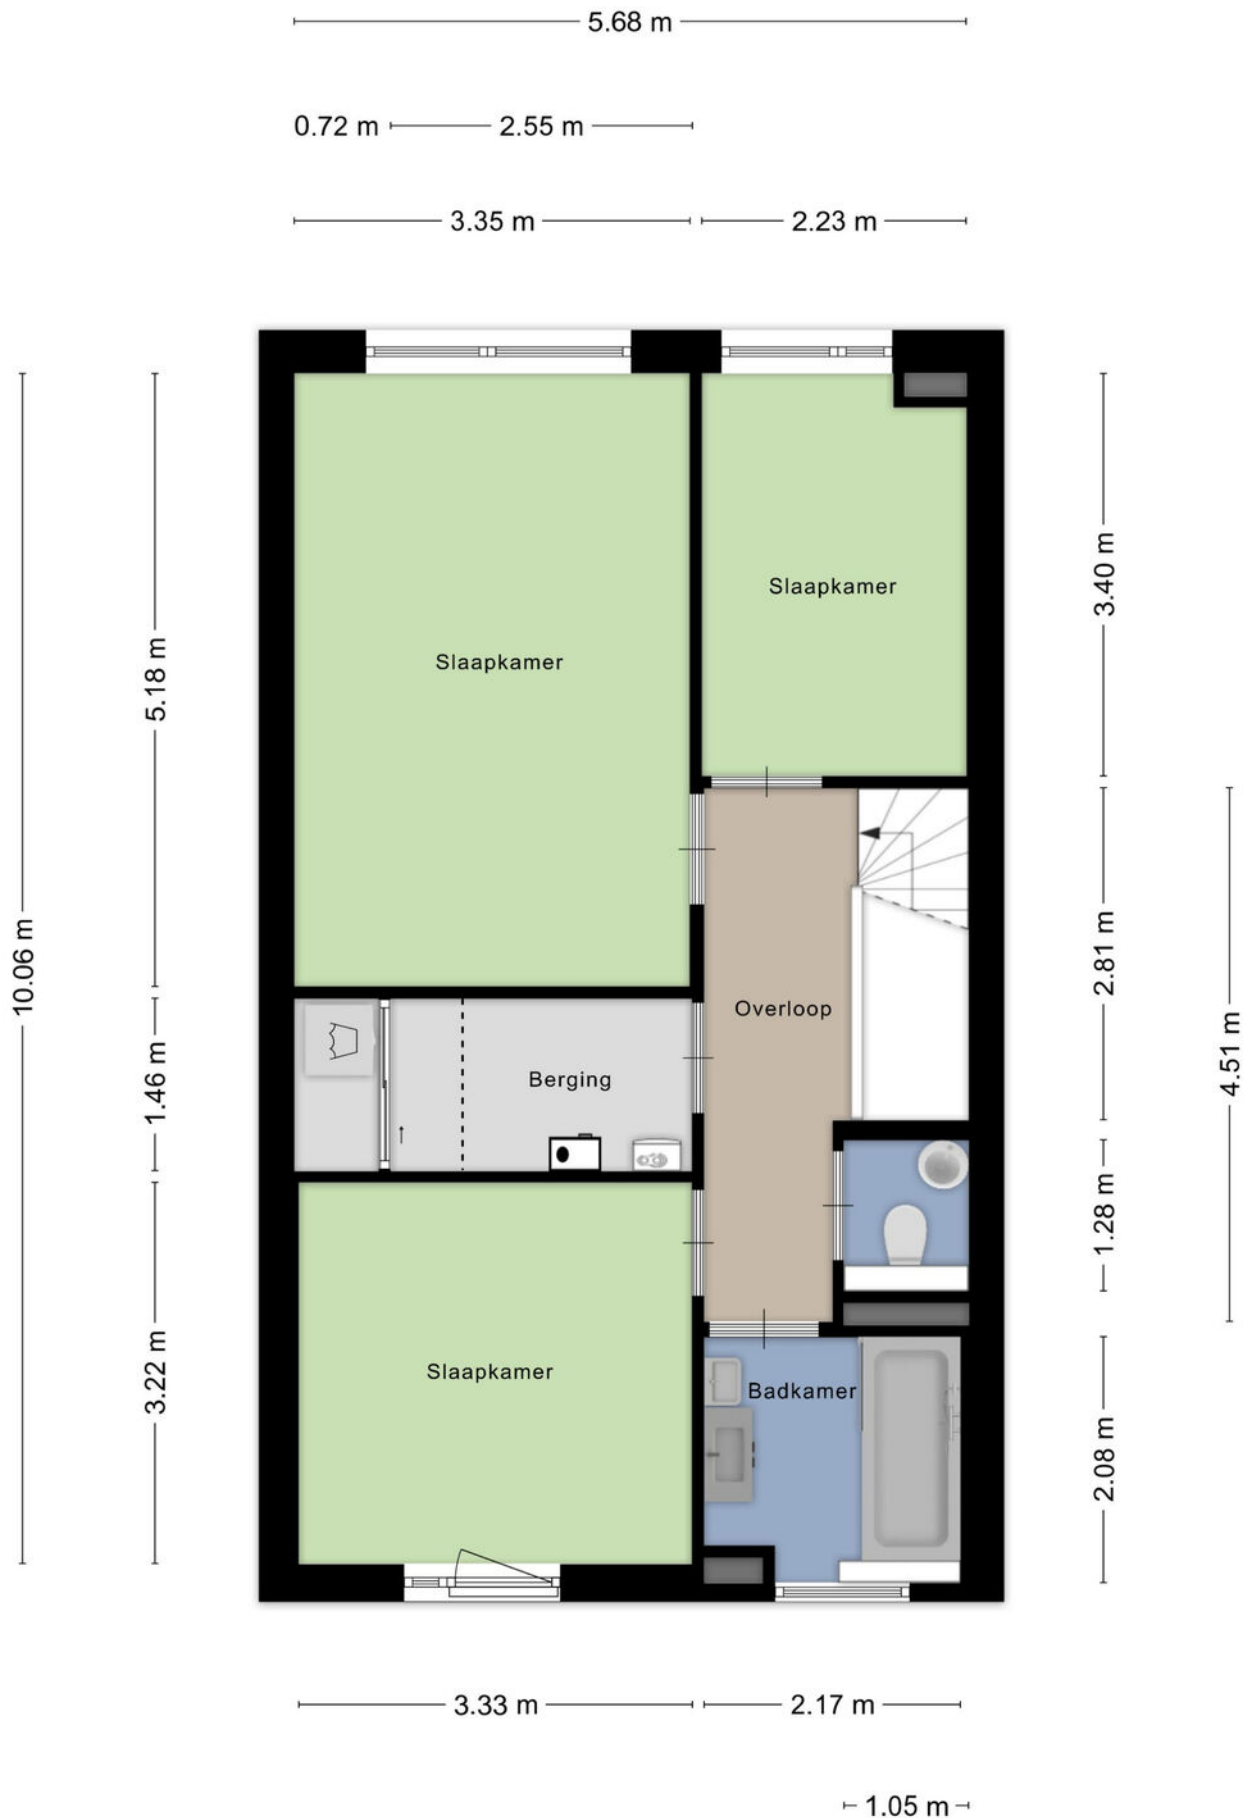 5.68 m
0.72 m
2.55 m
3.35 m
2.23 m
Slaapkamer
3.40 m
Slaapkamer
5.18 m
10.06 m
2.81 m
Overloop
4.51 m
1.46 m
Berging
1.28 m
3.22 m
Slaapkamer
Badkamer
2.08 m
3.33 m
2.17 m
1.05 m